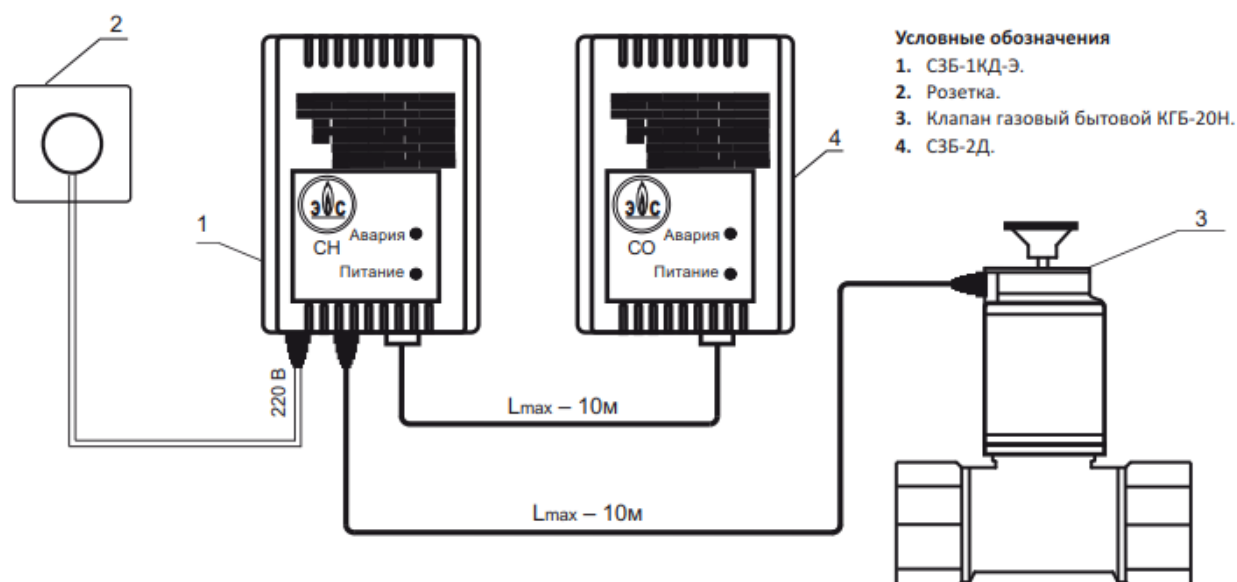 2
1
220 В
ЭС
СН
Авария
Питание
Lmax – 10м
ЭС
СО
Авария
Питание
4
Lmax – 10м
3
Условные обозначения
1. СЗБ-1КД-Э.
2. Розетка.
3. Клапан газовый бытовой КГБ-20Н.
4. СЗБ-2Д.